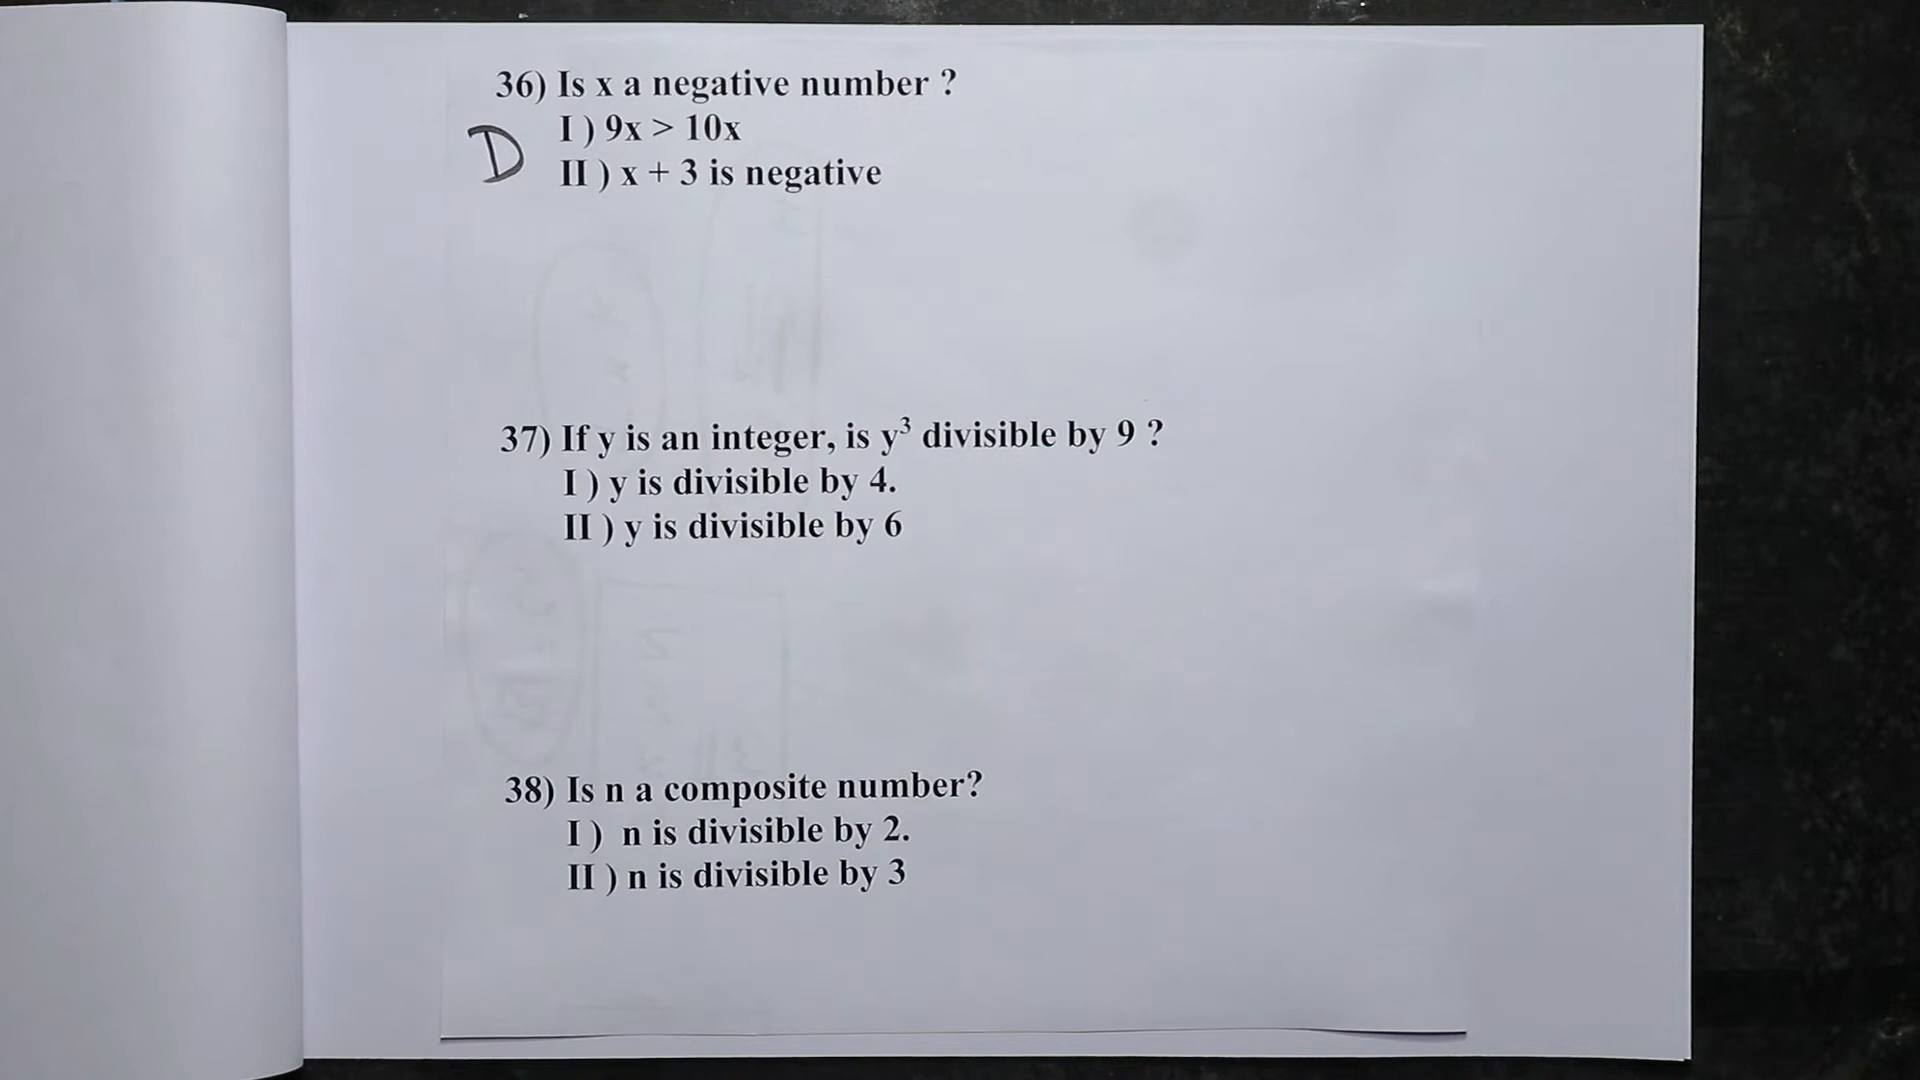 36) Is x a negative number ?
I ) 9x > 10x
D
II ) x + 3 is negative
37) If y is an integer, is y³ divisible by 9 ?
I ) y is divisible by 4.
II ) y is divisible by 6
38) Is n a composite number?
I ) n is divisible by 2.
II ) n is divisible by 3